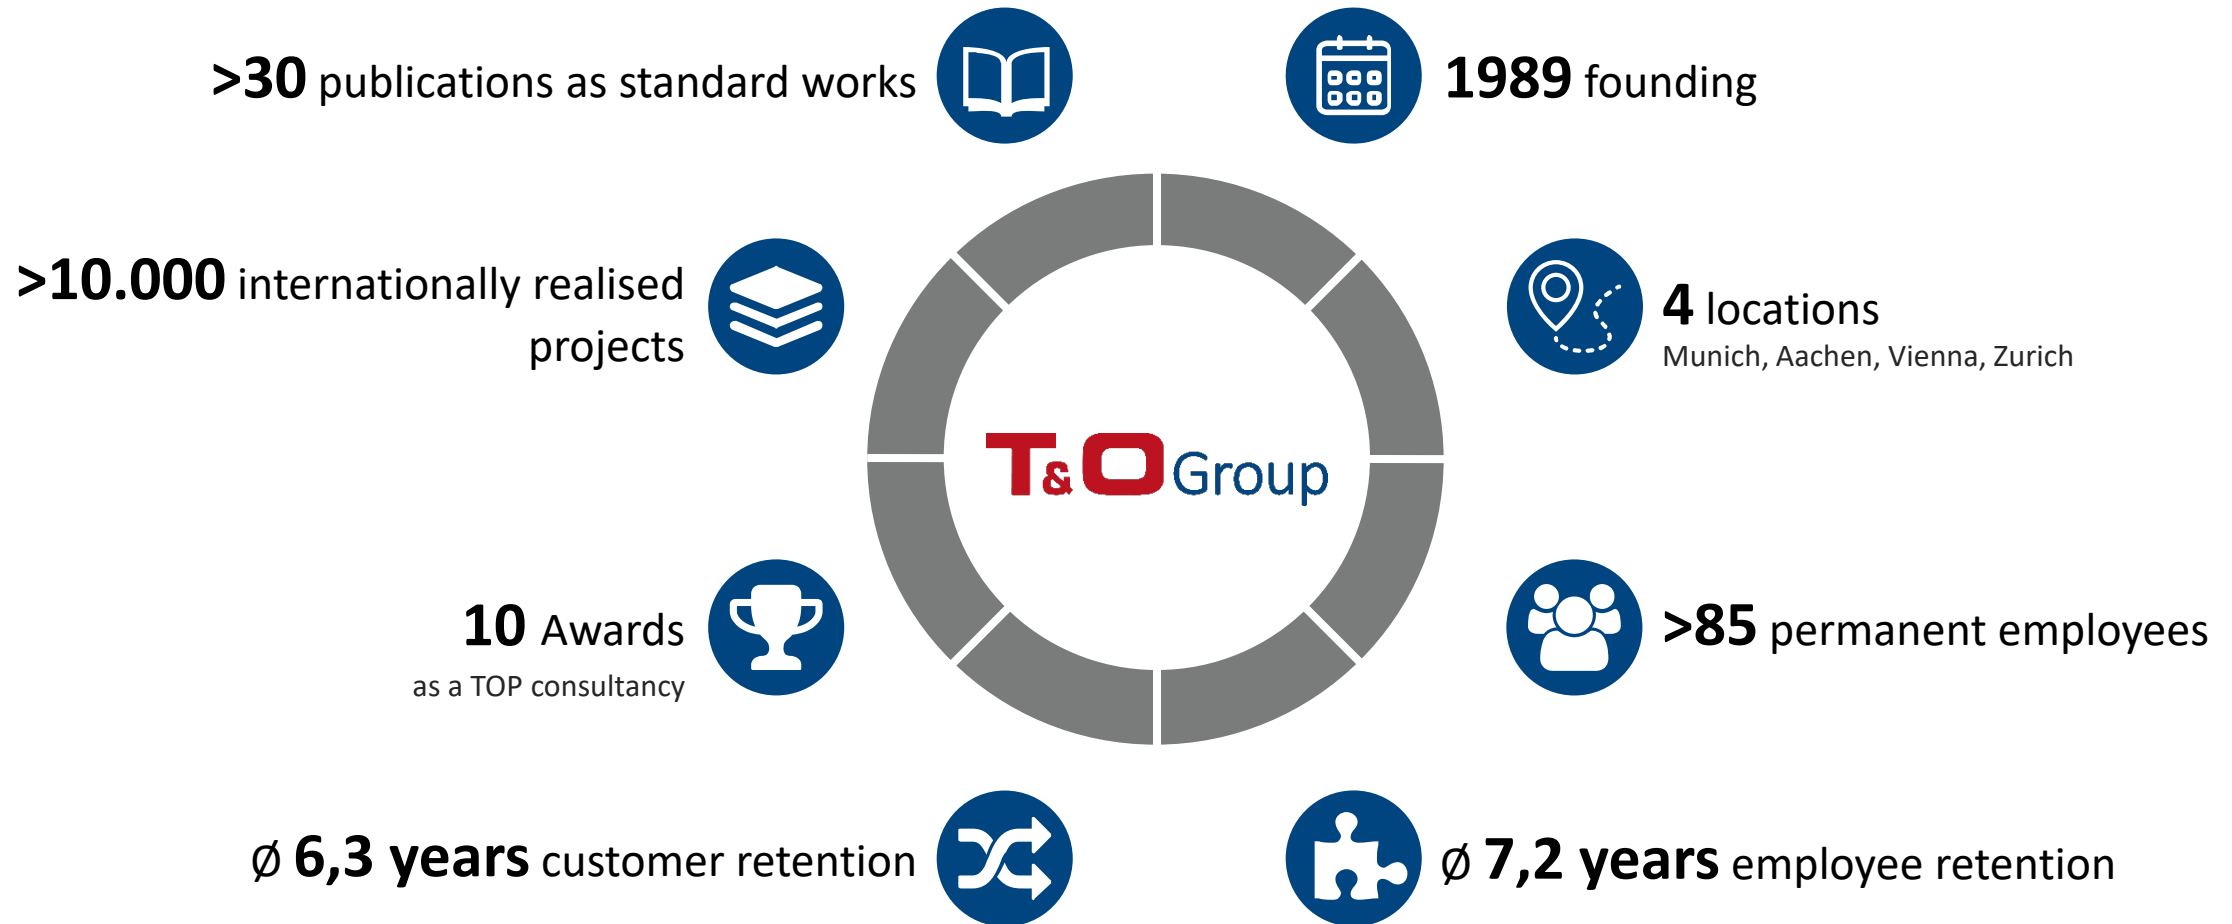 >30 publications as standard works
1989 founding
>10.000 internationally realised
projects
4 locations
Munich, Aachen, Vienna, Zurich
T&O Group
10 Awards
as a TOP consultancy
>85 permanent employees
Ø 6,3 years customer retention
Ø 7,2 years employee retention